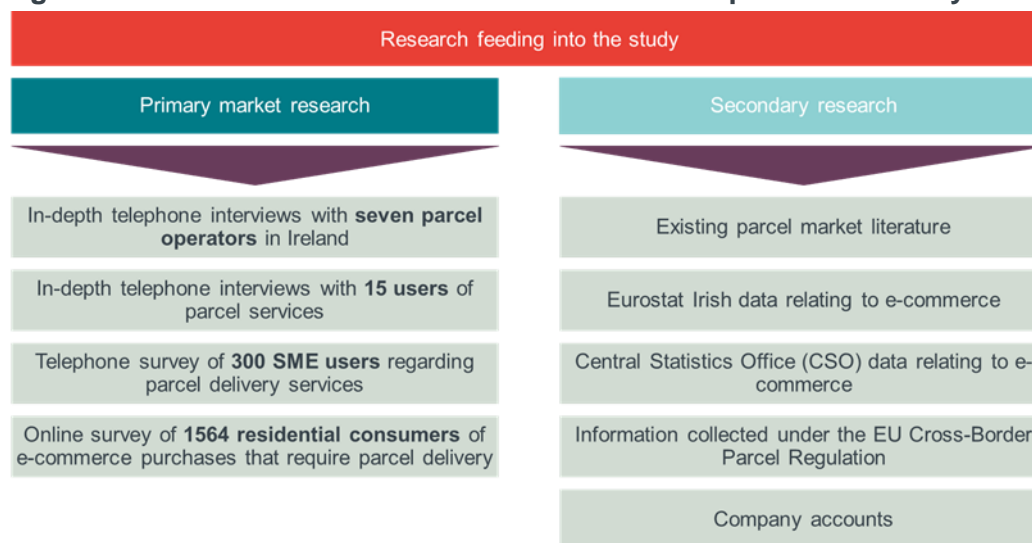 Research feeding into the study
Primary market research
Secondary research
In-depth telephone interviews with seven parcel
operators in Ireland
In-depth telephone interviews with 15 users of
parcel services
Telephone survey of 300 SME users regarding
parcel delivery services
Online survey of 1564 residential consumers of
e-commerce purchases that require parcel delivery
Existing parcel market literature
Eurostat Irish data relating to e-commerce
Central Statistics Office (CSO) data relating to e-
commerce
Information collected under the EU Cross-Border
Parcel Regulation
Company accounts